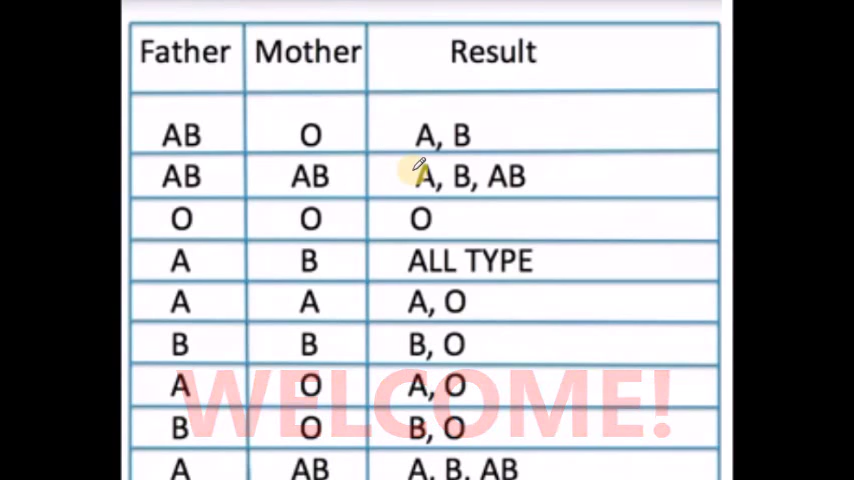 Father Mother Result
AB O A, B
AB AB A, B, AB
O O O
A B ALL TYPE
A A A, O
B B B, O
A O A, O
WELCOME!
B O B, O
A AB A, B, AB